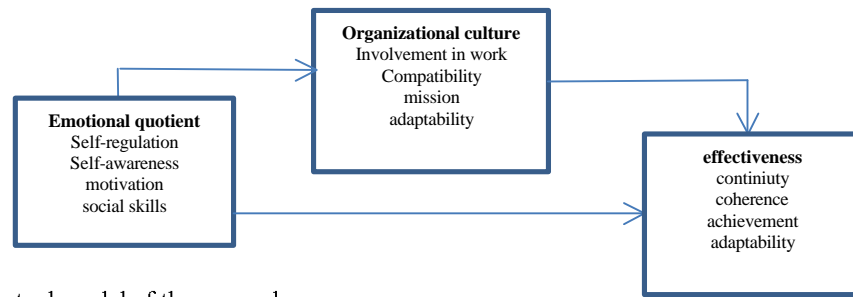 Organizational culture
Involvement in work
Compatibility
mission
adaptability
Emotional quotient
Self-regulation
Self-awareness
motivation
social skills
effectiveness
continiuty
coherence
achievement
adaptability